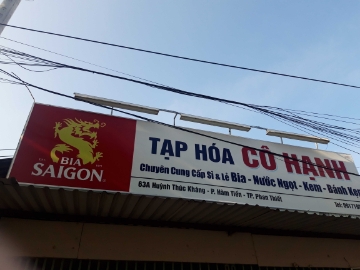 BIA
SAIGON
TẠP HÓA CÔ HẠNH
Chuyên Cung Cấp Sỉ & Lẻ Bia - Nước Ngọt - Kem - Bánh Kẹo
63A Huỳnh Thúc Kháng - P. Hàm Tiến - TP. Phan Thiết